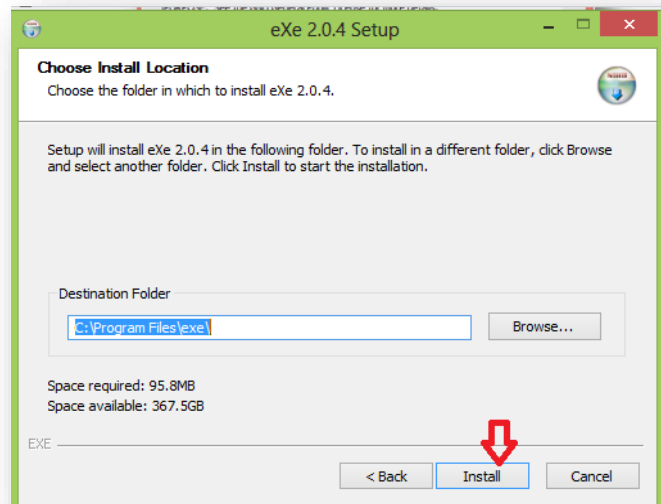 eXe 2.0.4 Setup
Choose Install Location
Choose the folder in which to install eXe 2.0.4.
Setup will install eXe 2.0.4 in the following folder. To install in a different folder, click Browse
and select another folder. Click Install to start the installation.
Destination Folder
C:\Program Files\exe\
Browse...
Space required: 95.8MB
Space available: 367.5GB
EXE
< Back
Install
Cancel